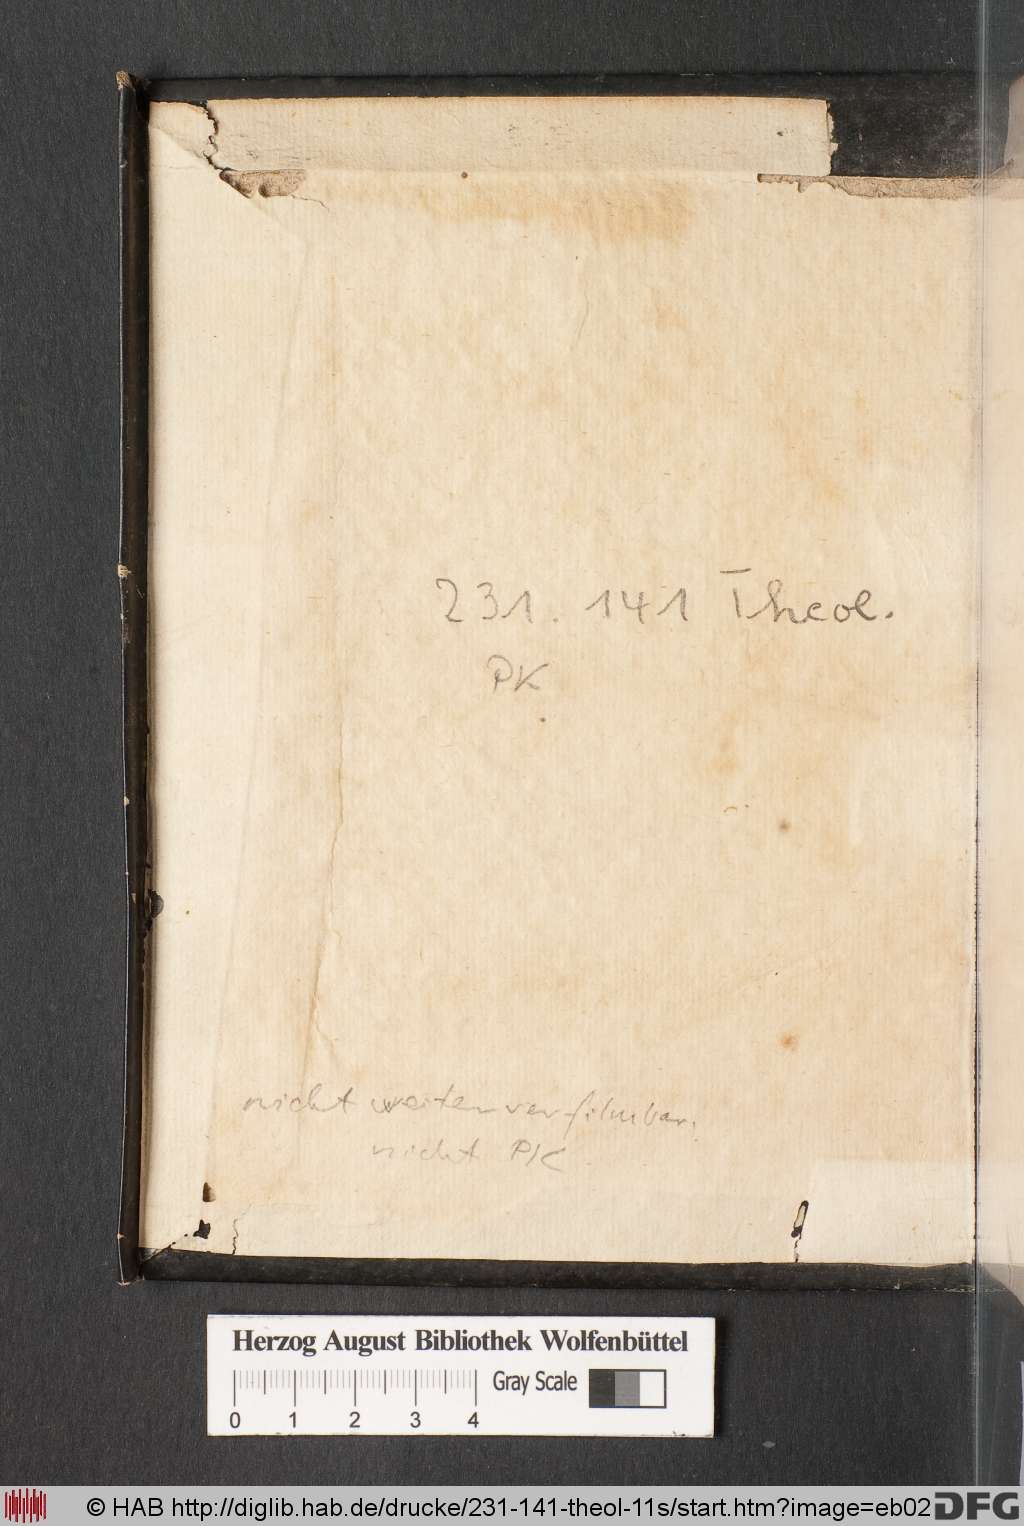 231. 141 Theol.
PK
nicht weiter verfilmbar.
nicht PK
Herzog August Bibliothek Wolfenbüttel
Gray Scale
0 1 2 3 4
© HAB http://diglib.hab.de/drucke/231-141-theol-11s/start.htm?image=eb02
DFG